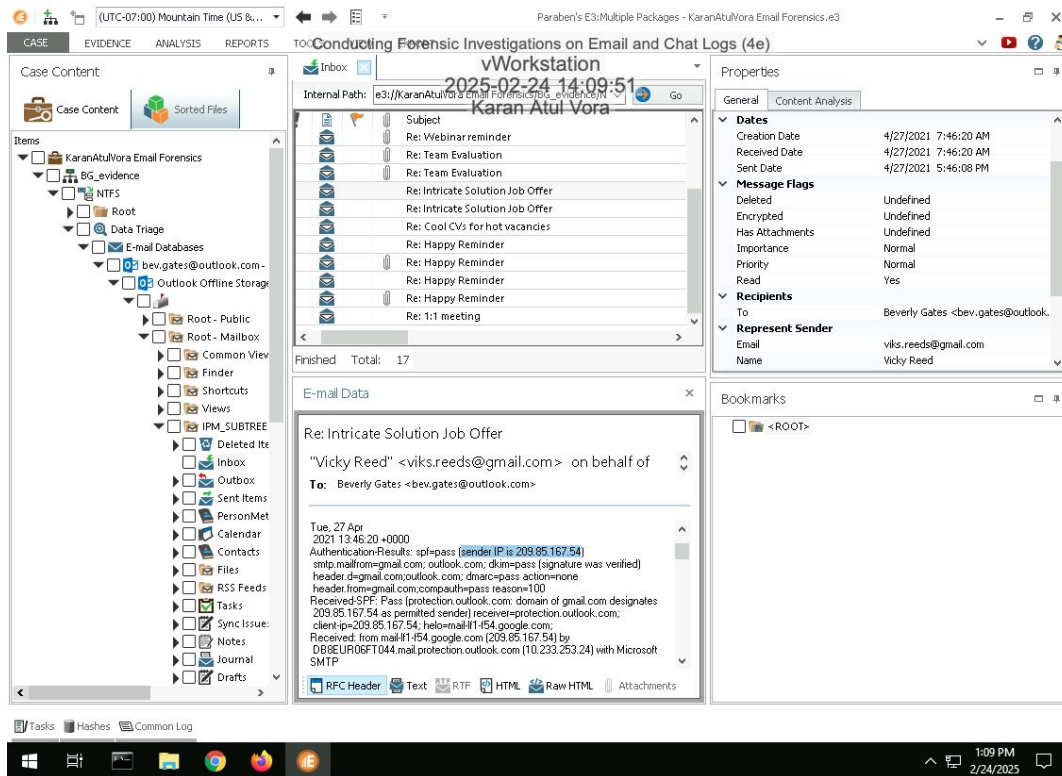 (UTC-07:00) Mountain Time (US &...
Paraben's E3:Multiple Packages - KaranAtulVora Email Forensics.e3
CASE EVIDENCE ANALYSIS REPORTS
Conducting Forensic Investigations on Email and Chat Logs (4e)
vWorkstation
2025-02-24 14:09:51
Karan Atul Vora
Case Content
Case Content
Sorted Files
Items
KaranAtulVora Email Forensics
BG_evidence
NTFS
Root
Data Triage
E-mail Databases
bev.gates@outlook.com -
Outlook Offline Storage
Root - Public
Root - Mailbox
Common View
Finder
Shortcuts
Views
IPM_SUBTREE
Deleted Ite
Inbox
Outbox
Sent Items
PersonMet
Calendar
Contacts
Files
RSS Feeds
Tasks
Sync Issue:
Notes
Journal
Drafts
Inbox
Internal Path: e3://KaranAtulVora Email Forensics/BG_evidence/N Go
! Subject
Re: Webinar reminder
Re: Team Evaluation
Re: Team Evaluation
Re: Intricate Solution Job Offer
Re: Intricate Solution Job Offer
Re: Cool CVs for hot vacancies
Re: Happy Reminder
Re: Happy Reminder
Re: Happy Reminder
Re: Happy Reminder
Re: 1:1 meeting
Finished Total: 17
E-mail Data
Re: Intricate Solution Job Offer
"Vicky Reed" <viks.reeds@gmail.com> on behalf of
To: Beverly Gates <bev.gates@outlook.com>
Tue, 27 Apr
2021 13:46:20 +0000
Authentication-Results: spf=pass (sender IP is 209.85.167.54)
smtp.mailfrom=gmail.com; outlook.com; dkim=pass (signature was verified)
header.d=gmail.com;outlook.com; dmarc=pass action=none
header.from=gmail.com;compauth=pass reason=100
Received-SPF: Pass (protection.outlook.com: domain of gmail.com designates
209.85.167.54 as permitted sender) receiver=protection.outlook.com;
client-ip=209.85.167.54; helo=mail-lf1-f54.google.com;
Received: from mail-lf1-f54.google.com (209.85.167.54) by
DB8EUR06FT044.mail.protection.outlook.com (10.233.253.24) with Microsoft
SMTP
RFC Header Text RTF HTML Raw HTML Attachments
Properties
General Content Analysis
Dates
Creation Date 4/27/2021 7:46:20 AM
Received Date 4/27/2021 7:46:20 AM
Sent Date 4/27/2021 5:46:08 PM
Message Flags
Deleted Undefined
Encrypted Undefined
Has Attachments Undefined
Importance Normal
Priority Normal
Read Yes
Recipients
To Beverly Gates <bev.gates@outlook.
Represent Sender
Email viks.reeds@gmail.com
Name Vicky Reed
Bookmarks
<ROOT>
Tasks Hashes Common Log
1:09 PM
2/24/2025